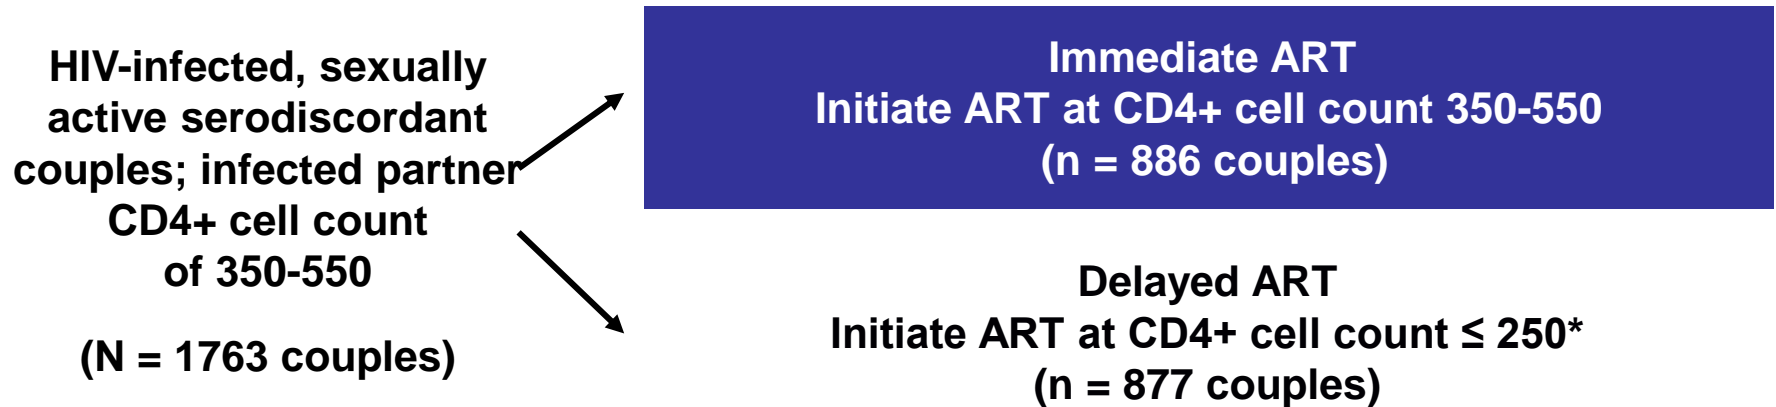 HIV-infected, sexually
active serodiscordant
couples; infected partner
CD4+ cell count
of 350-550
(N = 1763 couples)
Immediate ART
Initiate ART at CD4+ cell count 350-550
(n = 886 couples)
Delayed ART
Initiate ART at CD4+ cell count ≤ 250*
(n = 877 couples)